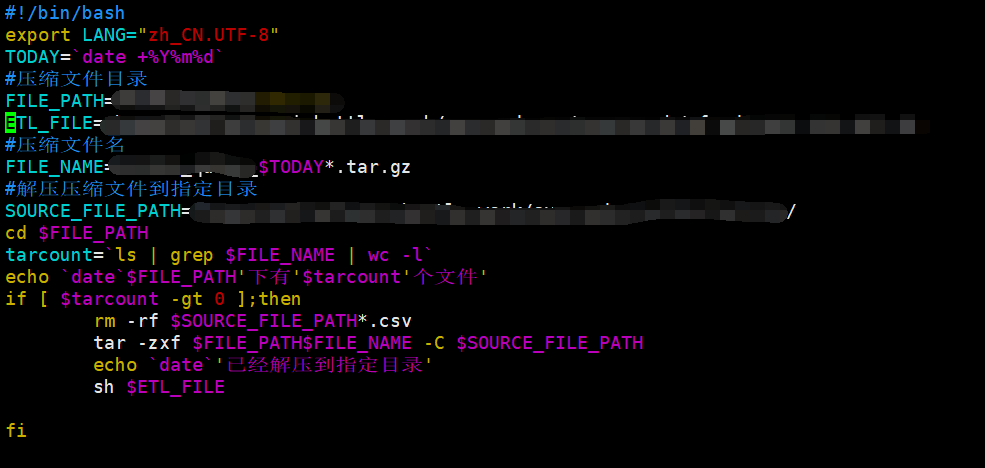 #!/bin/bash
export LANG="zh_CN.UTF-8"
TODAY=`date +%Y%m%d`
#压缩文件目录
FILE_PATH=
ETL_FILE=
#压缩文件名
FILE_NAME=$TODAY*.tar.gz
#解压压缩文件到指定目录
SOURCE_FILE_PATH=/
cd $FILE_PATH
tarcount=`ls | grep $FILE_NAME | wc -l`
echo `date`$FILE_PATH'下有'$tarcount'个文件'
if [ $tarcount -gt 0 ];then
        rm -rf $SOURCE_FILE_PATH*.csv
        tar -zxf $FILE_PATH$FILE_NAME -C $SOURCE_FILE_PATH
        echo `date`'已经解压到指定目录'
        sh $ETL_FILE
fi